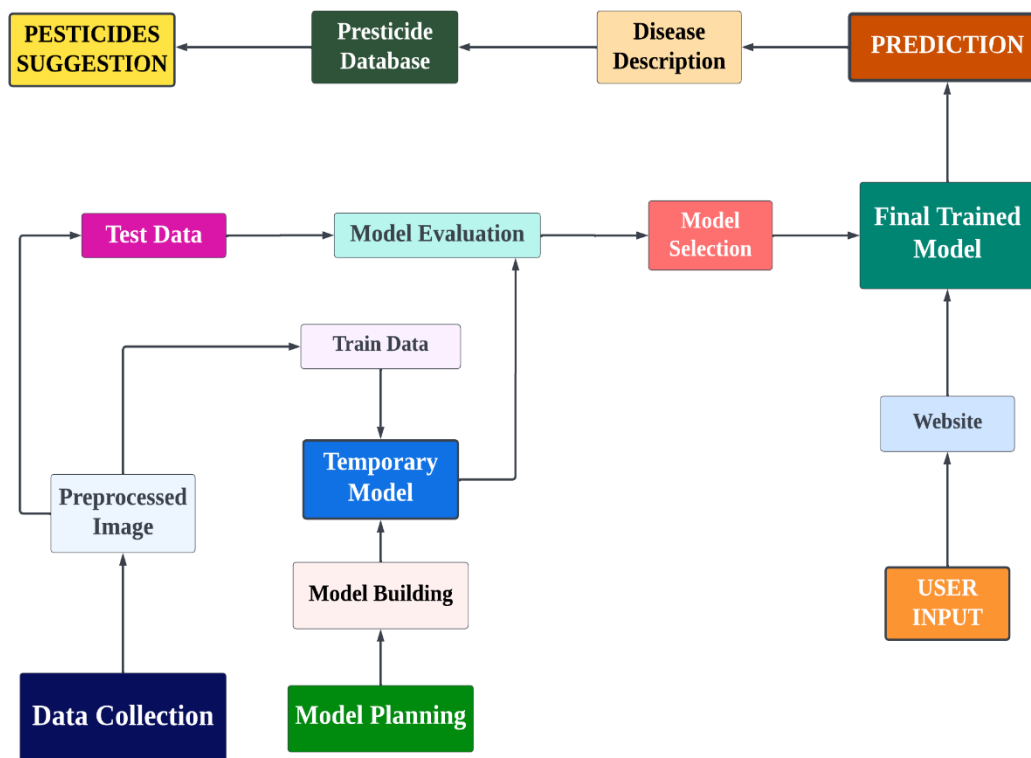 PESTICIDES
SUGGESTION
Presticide
Database
Disease
Description
PREDICTION
Test Data
Model Evaluation
Model
Selection
Final Trained
Model
Train Data
Website
Temporary
Model
Preprocessed
Image
Model Building
USER
INPUT
Data Collection
Model Planning